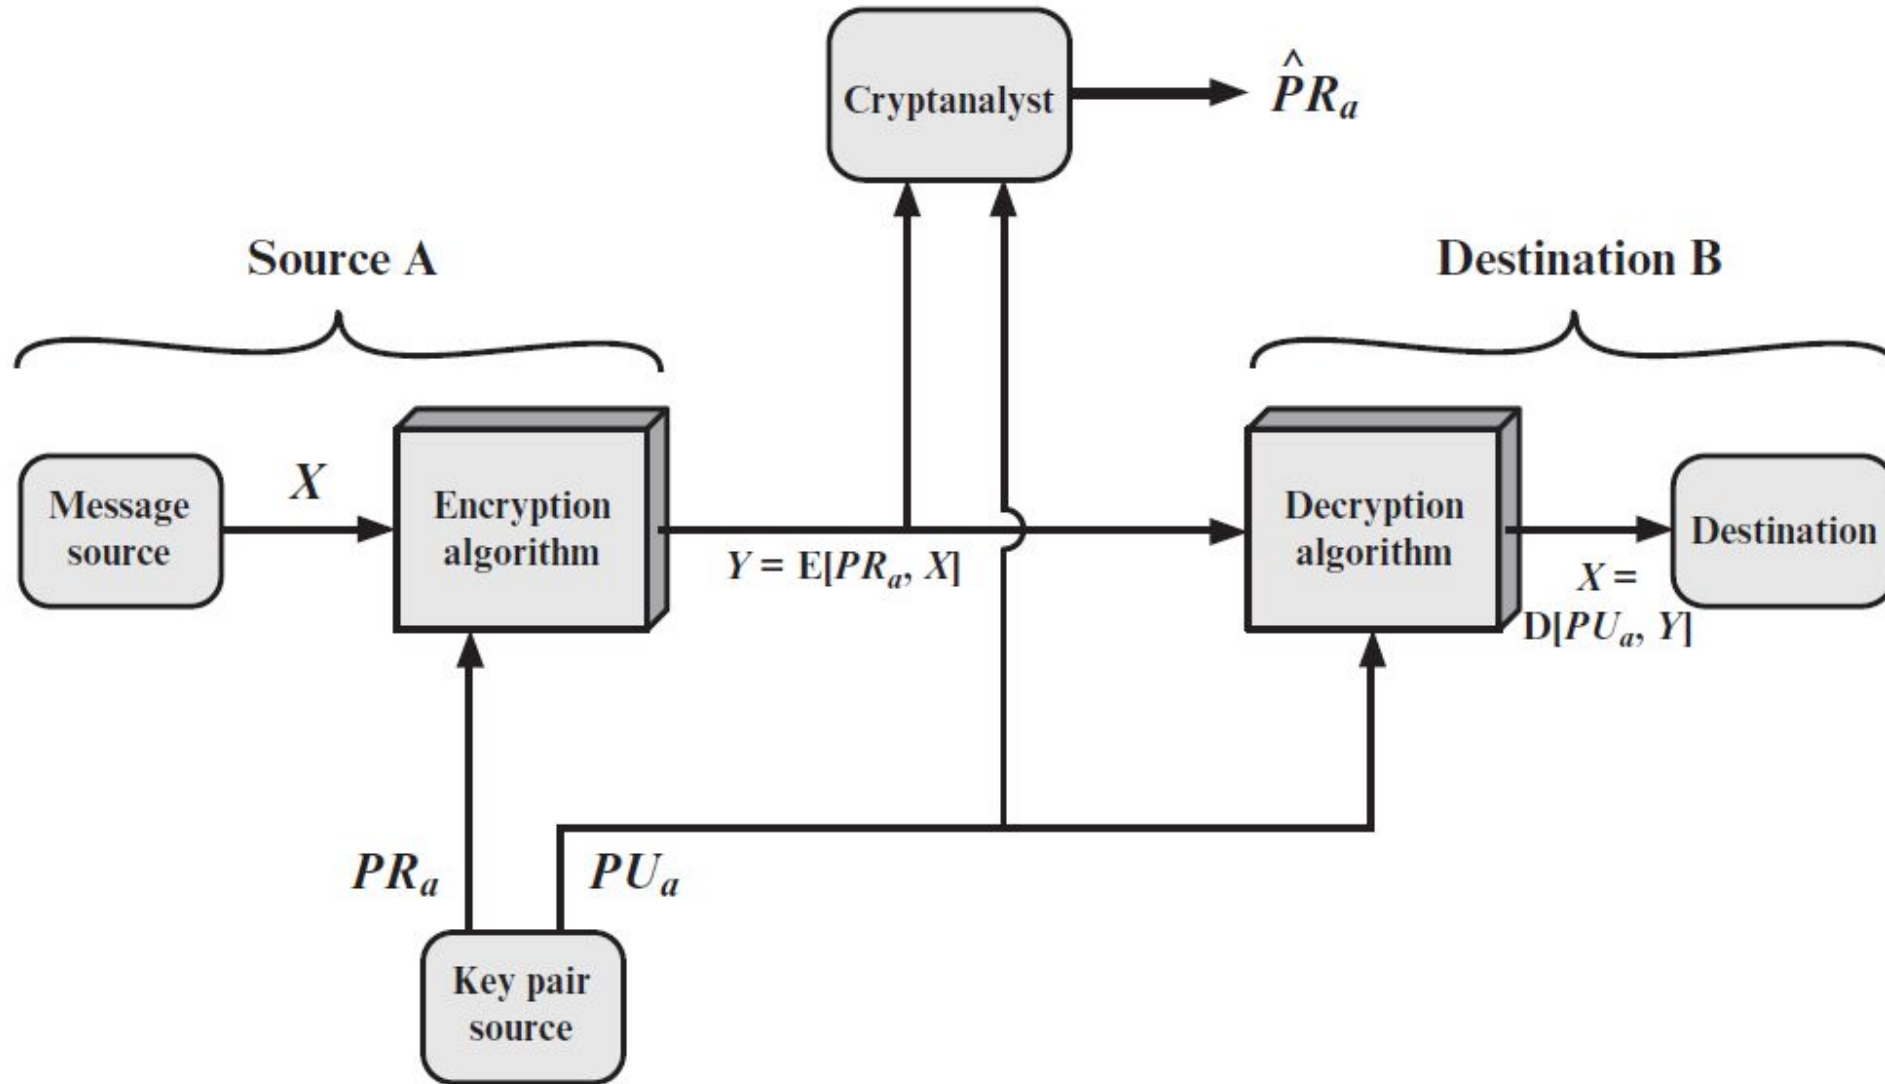 Cryptanalyst
P̂Rₐ
Source A
Destination B
Message
source
X
Encryption
algorithm
Y = E[PRₐ, X]
Decryption
algorithm
X =
D[PUₐ, Y]
Destination
PRₐ
PUₐ
Key pair
source